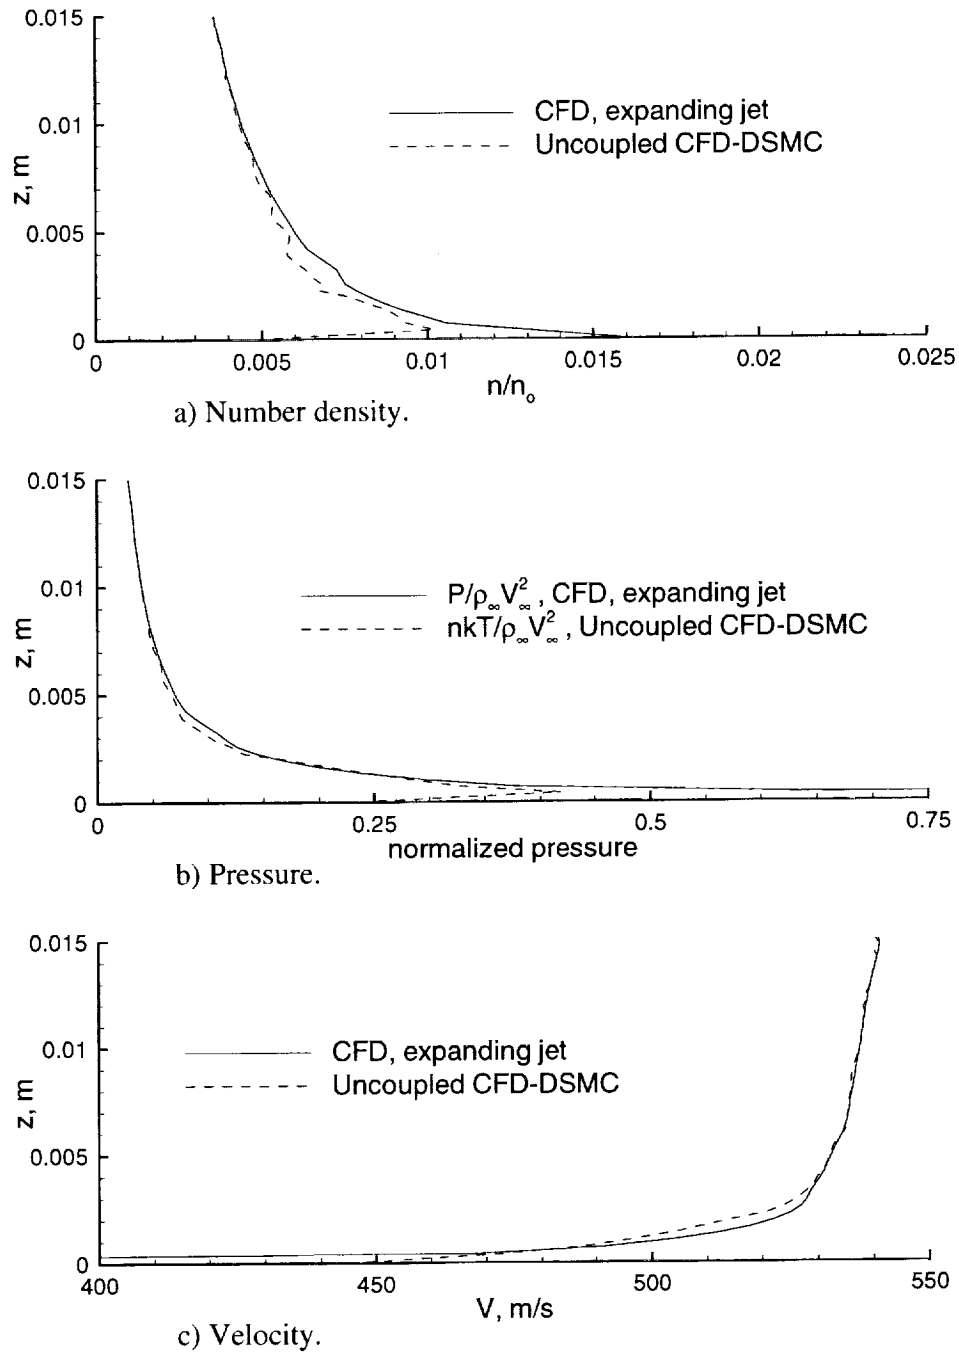 0.015
CFD, expanding jet
0.01
Uncoupled CFD-DSMC
z, m
0.005
0
0 0.005 0.01 0.015 0.02 0.025
n/n₀
a) Number density.
0.015
P/ρ∞V²∞, CFD, expanding jet
0.01
nkT/ρ∞V²∞, Uncoupled CFD-DSMC
z, m
0.005
0
0 0.25 0.5 0.75
normalized pressure
b) Pressure.
0.015
CFD, expanding jet
0.01
Uncoupled CFD-DSMC
z, m
0.005
0
400 450 500 550
V, m/s
c) Velocity.